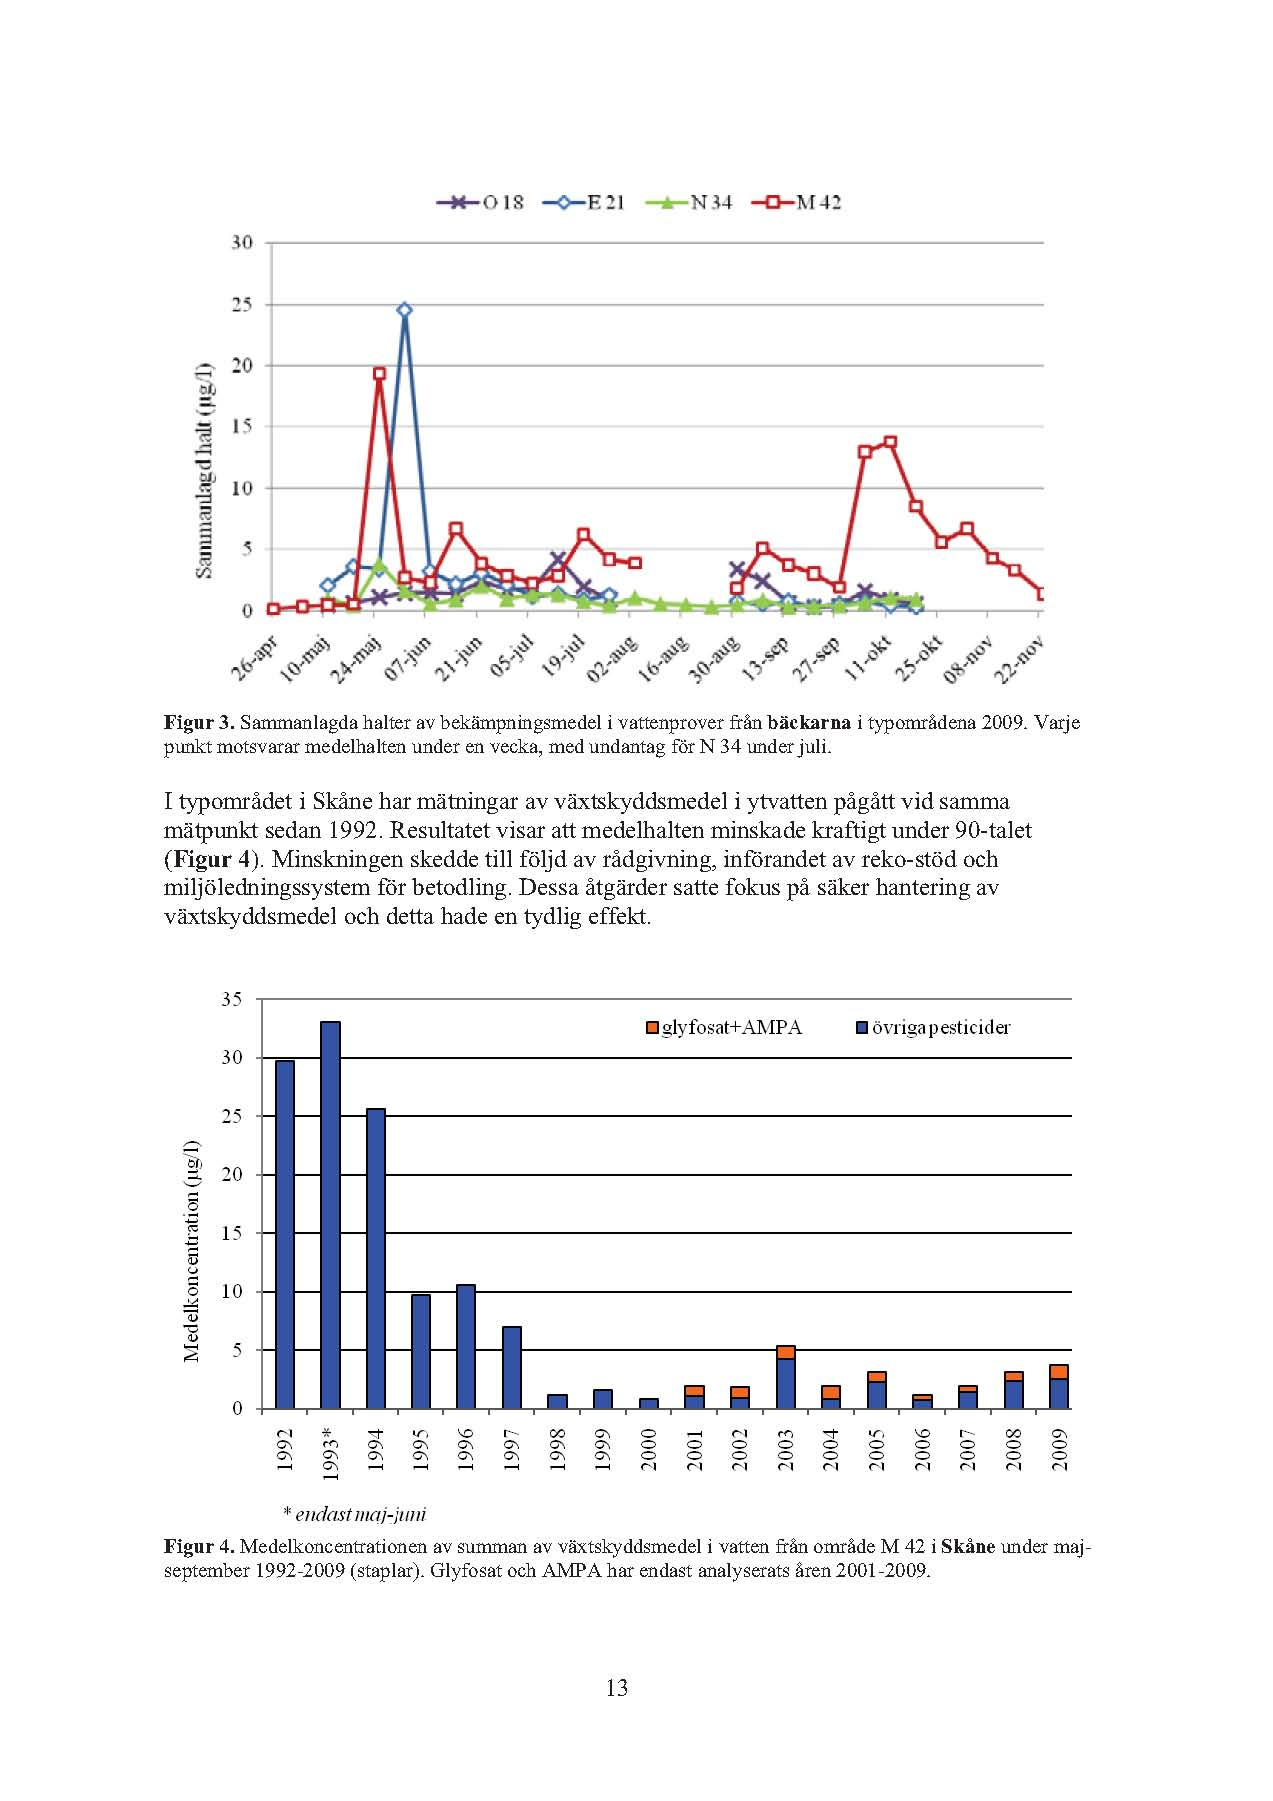 O 18 E 21 N 34 M 42
30
25
20
15
10
5
0
Sammanlagd halt (µg/l)
26-apr 10-maj 24-maj 07-jun 21-jun 05-jul 19-jul 02-aug 16-aug 30-aug 13-sep 27-sep 11-okt 25-okt 08-nov 22-nov
Figur 3. Sammanlagda halter av bekämpningsmedel i vattenprover från bäckarna i typområdena 2009. Varje
punkt motsvarar medelhalten under en vecka, med undantag för N 34 under juli.
I typområdet i Skåne har mätningar av växtskyddsmedel i ytvatten pågått vid samma
mätpunkt sedan 1992. Resultatet visar att medelhalten minskade kraftigt under 90-talet
(Figur 4). Minskningen skedde till följd av rådgivning, införandet av reko-stöd och
miljöledningssystem för betodling. Dessa åtgärder satte fokus på säker hantering av
växtskyddsmedel och detta hade en tydlig effekt.
35
30
25
20
15
10
5
0
Medelkoncentration (µg/l)
glyfosat+AMPA övriga pesticider
1992 1993* 1994 1995 1996 1997 1998 1999 2000 2001 2002 2003 2004 2005 2006 2007 2008 2009
* endast maj-juni
Figur 4. Medelkoncentrationen av summan av växtskyddsmedel i vatten från område M 42 i Skåne under maj-
september 1992-2009 (staplar). Glyfosat och AMPA har endast analyserats åren 2001-2009.
13